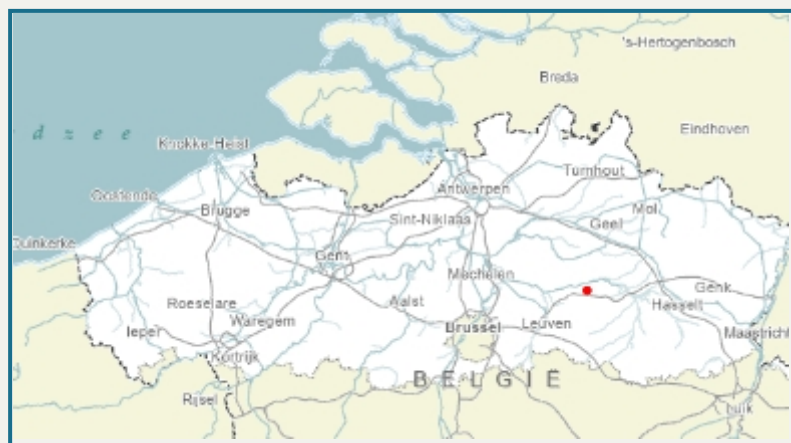 's-Hertogenbosch
Breda
dzee
Eindhoven
Knokke-Heist
Turnhout
Antwerpen
Oostende
Mol
Brugge
Sint-Niklaas
Geel
Duinkerke
Gent
Mechelen
Genk
Roeselare
Aalst
Hasselt
Waregem
Brussel
Leuven
Ieper
Maastricht
Kortrijk
BELGIË
Rijsel
Luik